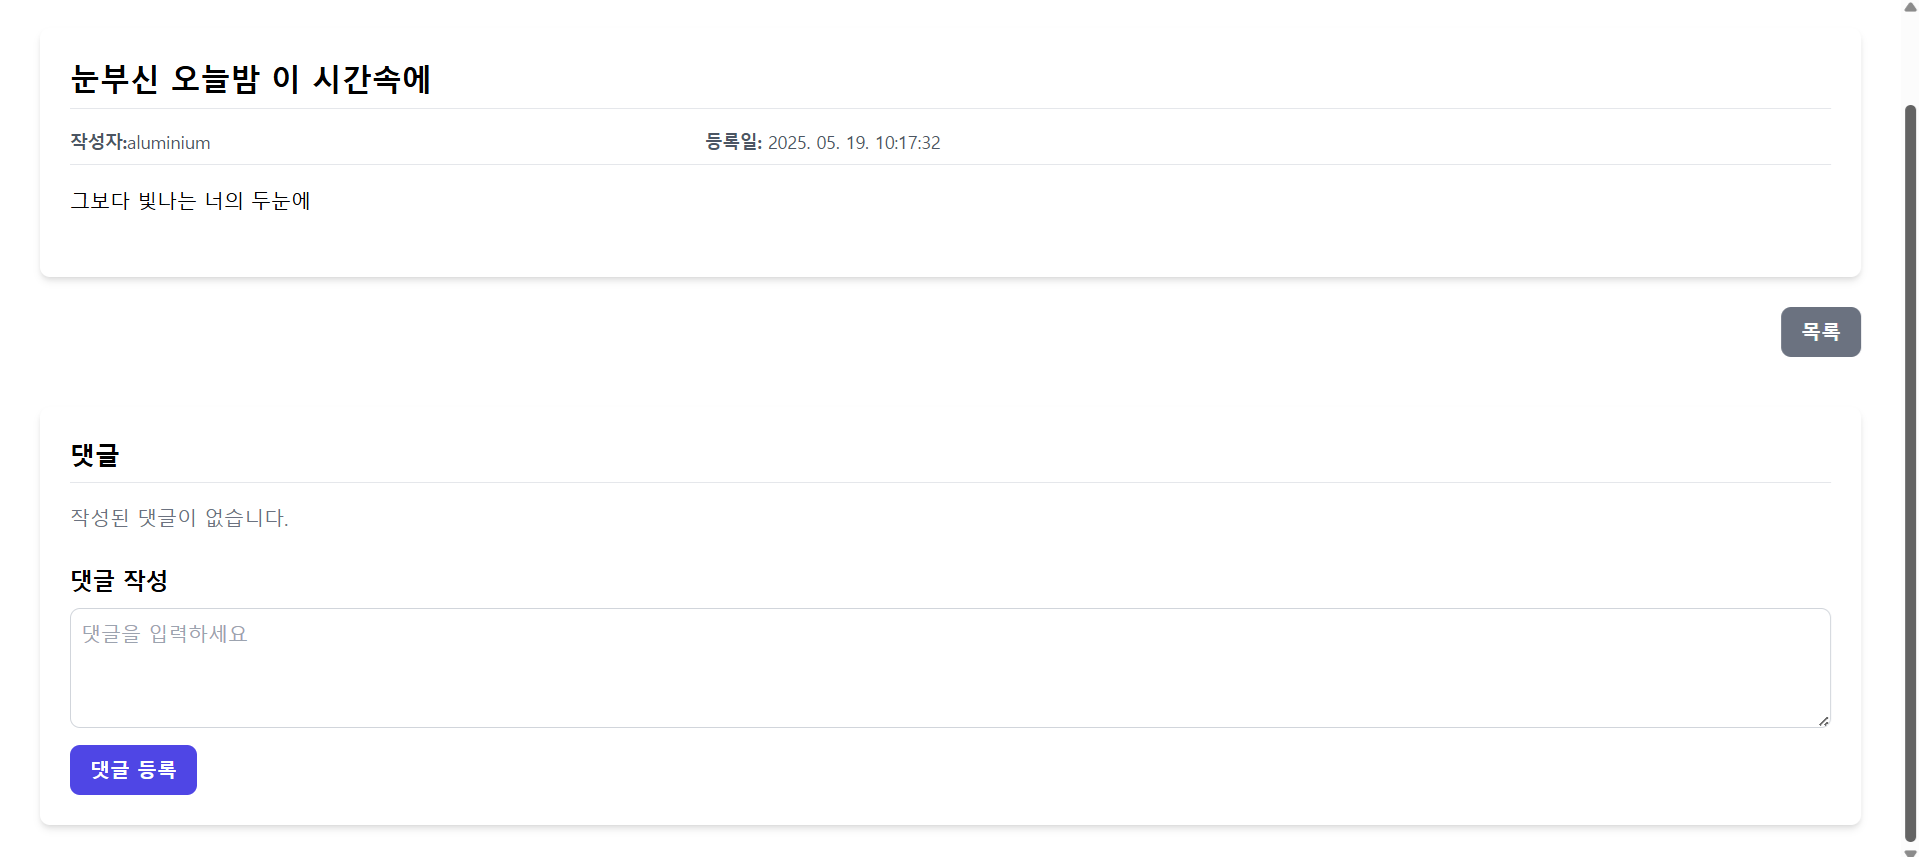 눈부신 오늘밤 이 시간속에
작성자:aluminium 등록일: 2025. 05. 19. 10:17:32
그보다 빛나는 너의 두눈에
목록
댓글
작성된 댓글이 없습니다.
댓글 작성
댓글을 입력하세요
댓글 등록